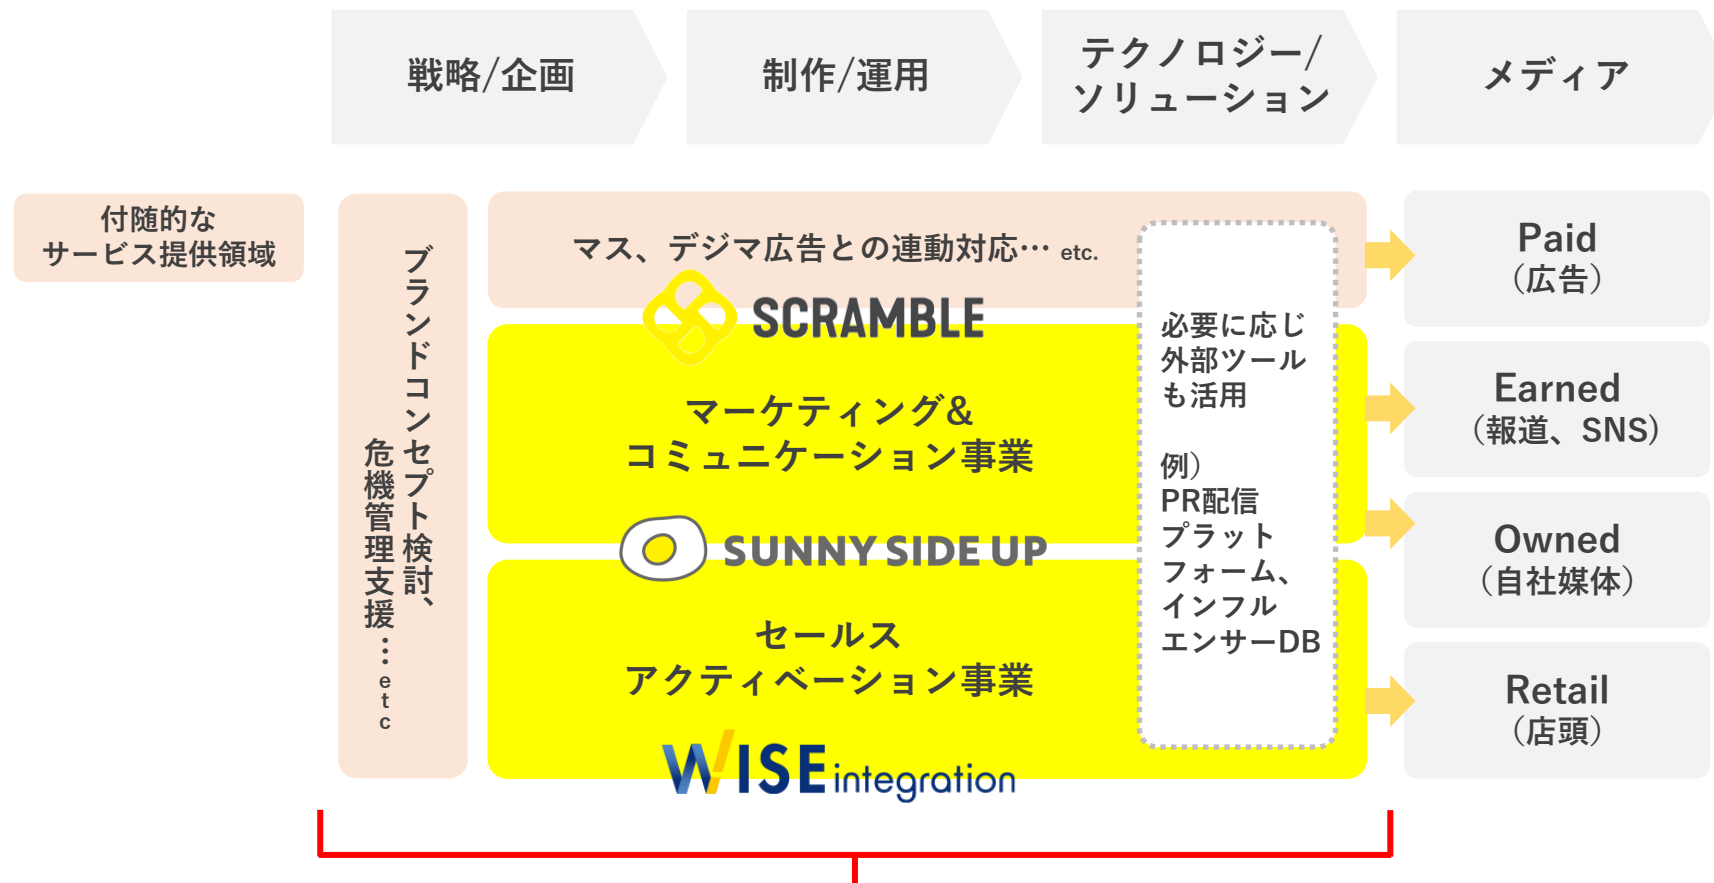 戦略/企画
制作/運用
テクノロジー/
ソリューション
メディア
付随的な
サービス提供領域
ブランドコンセプト検討、
危機管理支援…etc
マス、デジマ広告との連動対応… etc.
SCRAMBLE
マーケティング&
コミュニケーション事業
SUNNY SIDE UP
セールス
アクティベーション事業
WISE integration
必要に応じ
外部ツール
も活用
例）
PR配信
プラット
フォーム、
インフル
エンサーDB
Paid
（広告）
Earned
（報道、SNS）
Owned
（自社媒体）
Retail
（店頭）